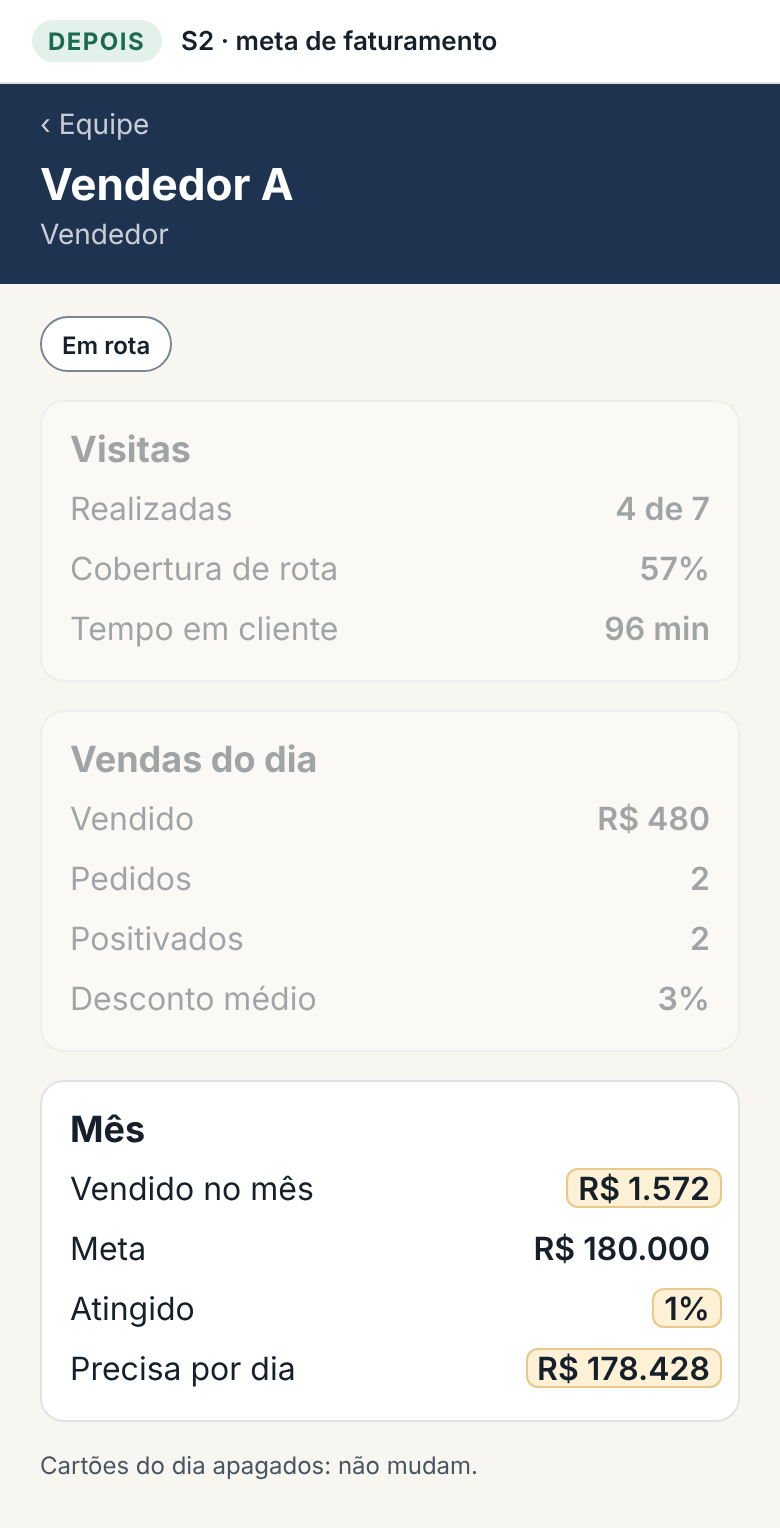 DEPOIS S2 · meta de faturamento
‹ Equipe
Vendedor A
Vendedor
Em rota
Visitas
Realizadas 4 de 7
Cobertura de rota 57%
Tempo em cliente 96 min
Vendas do dia
Vendido R$ 480
Pedidos 2
Positivados 2
Desconto médio 3%
Mês
Vendido no mês R$ 1.572
Meta R$ 180.000
Atingido 1%
Precisa por dia R$ 178.428
Cartões do dia apagados: não mudam.